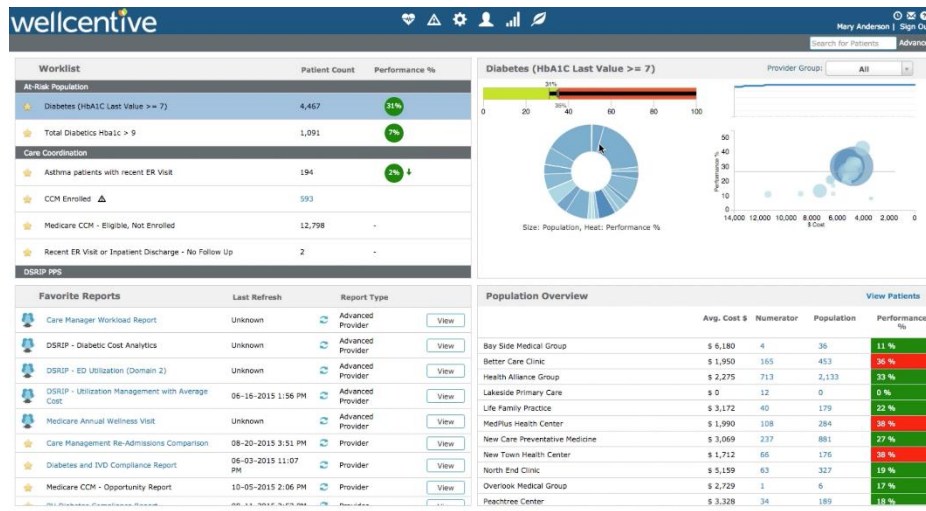 wellcentive
Mary Anderson | Sign Ou
Search for Patients Advanc
Worklist Patient Count Performance %
At-Risk Population
Diabetes (HbA1C Last Value >= 7) 4,467 31%
Total Diabetics Hba1c > 9 1,091 7%
Care Coordination
Asthma patients with recent ER Visit 194 2%
CCM Enrolled 593
Medicare CCM - Eligible, Not Enrolled 12,798 -
Recent ER Visit or Inpatient Discharge - No Follow Up 2 -
DSRIP PPS
Diabetes (HbA1C Last Value >= 7) Provider Group: All
31%
36%
0 20 40 60 80 100
Size: Population, Heat: Performance %
Performance %
50
40
30
20
10
0
14,000 12,000 10,000 8,000 6,000 4,000 2,000 0
$ Cost
Favorite Reports Last Refresh Report Type
Care Manager Workload Report Unknown Advanced Provider View
DSRIP - Diabetic Cost Analytics Unknown Advanced Provider View
DSRIP - ED Utilization (Domain 2) Unknown Advanced Provider View
DSRIP - Utilization Management with Average Cost 06-16-2015 1:56 PM Advanced Provider View
Medicare Annual Wellness Visit Unknown Advanced Provider View
Care Management Re-Admissions Comparison 08-20-2015 3:51 PM Provider View
Diabetes and IVD Compliance Report 06-03-2015 11:07 PM Provider View
Medicare CCM - Opportunity Report 10-05-2015 2:06 PM Provider View
Population Overview View Patients
Avg. Cost $ Numerator Population Performance %
Bay Side Medical Group $ 6,180 4 36 11 %
Better Care Clinic $ 1,950 165 453 36 %
Health Alliance Group $ 2,275 713 2,133 33 %
Lakeside Primary Care $ 0 12 0 0 %
Life Family Practice $ 3,172 40 179 22 %
MedPlus Health Center $ 1,990 108 284 38 %
New Care Preventative Medicine $ 3,069 237 881 27 %
New Town Health Center $ 1,712 66 176 38 %
North End Clinic $ 5,159 63 327 19 %
Overlook Medical Group $ 2,729 1 6 17 %
Peachtree Center $ 3,328 34 189 18 %